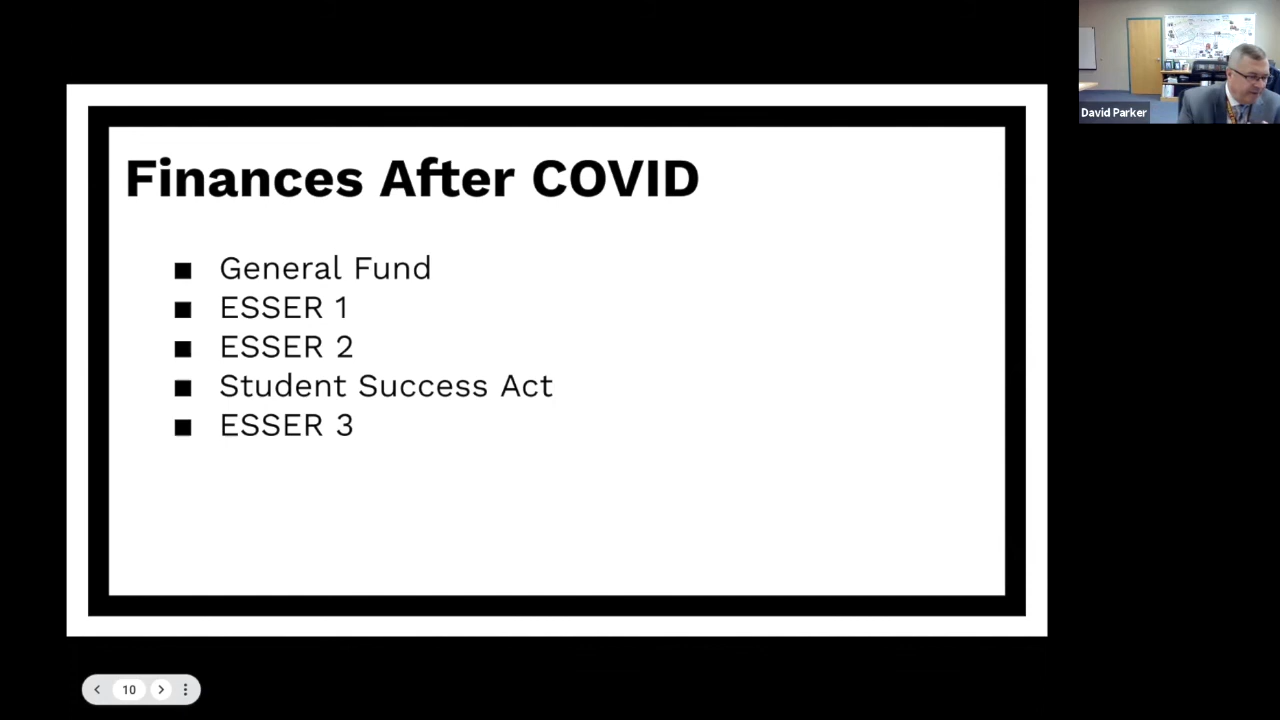 Finances After COVID
■ General Fund
■ ESSER 1
■ ESSER 2
■ Student Success Act
■ ESSER 3
David Parker
10